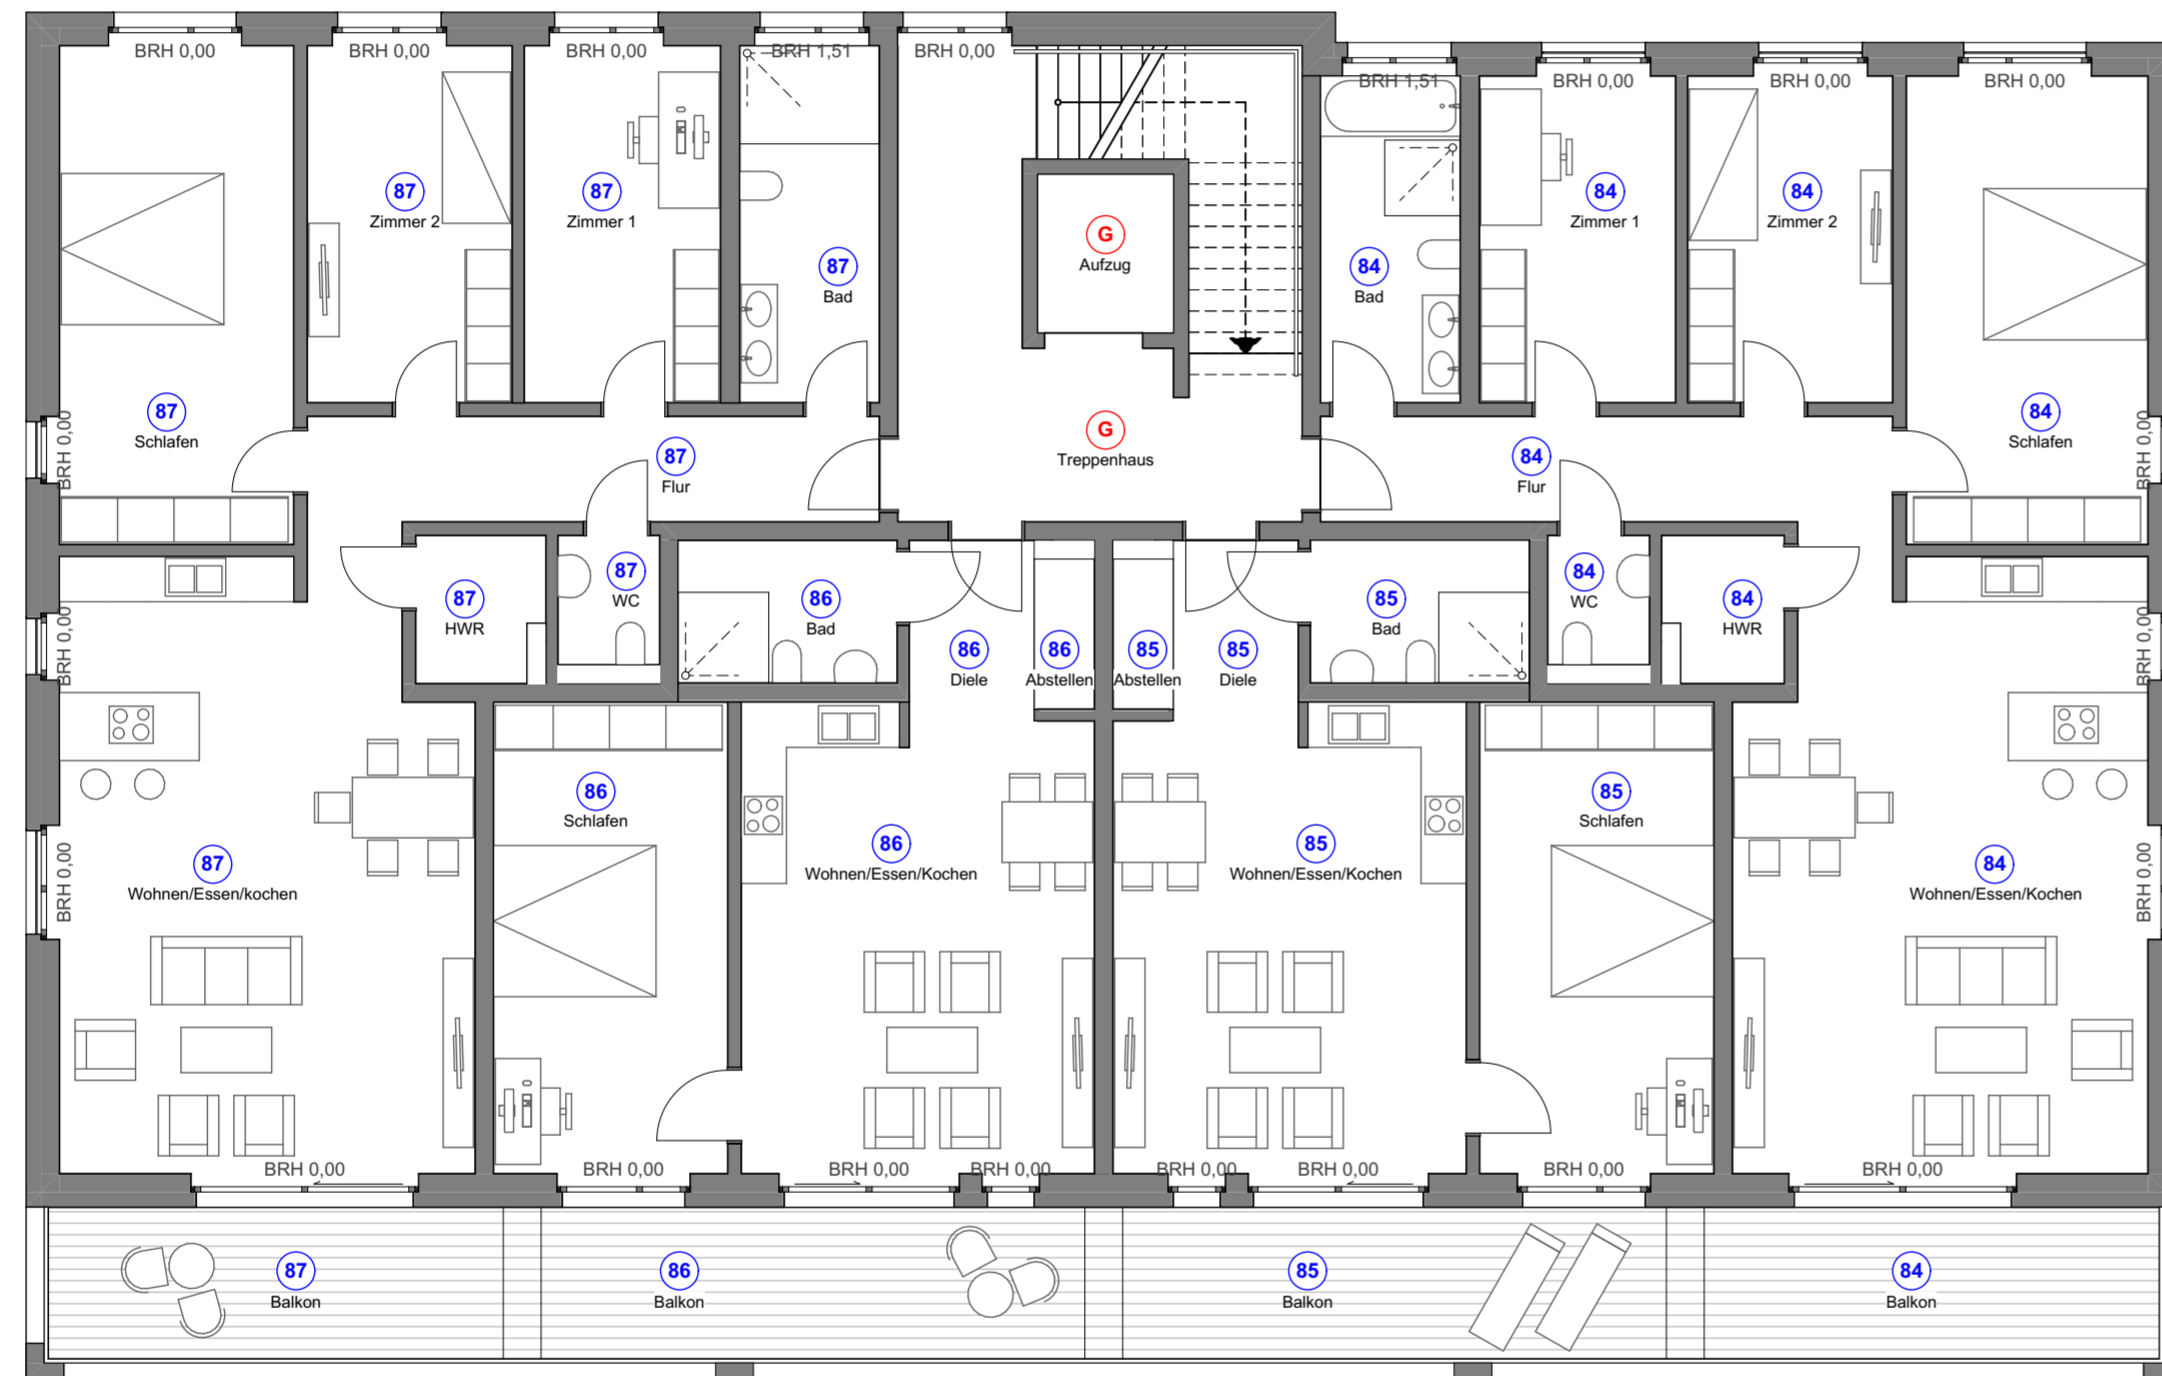 BRH 0,00
BRH 0,00
BRH 0,00
BRH 1,51
BRH 0,00
BRH 1,51
BRH 0,00
BRH 0,00
BRH 0,00
87
Zimmer 2
87
Zimmer 1
84
Zimmer 1
84
Zimmer 2
G
Aufzug
87
Bad
84
Bad
87
Schlafen
84
Schlafen
BRH 0,00
BRH 0,00
G
Treppenhaus
87
Flur
84
Flur
87
HWR
87
WC
86
Bad
85
Bad
84
WC
84
HWR
BRH 0,00
BRH 0,00
86
Diele
86
Abstellen
85
Abstellen
85
Diele
86
Schlafen
85
Schlafen
87
Wohnen/Essen/kochen
86
Wohnen/Essen/Kochen
85
Wohnen/Essen/Kochen
84
Wohnen/Essen/Kochen
BRH 0,00
BRH 0,00
BRH 0,00
BRH 0,00
BRH 0,00
BRH 0,00
BRH 0,00
BRH 0,00
BRH 0,00
BRH 0,00
87
Balkon
86
Balkon
85
Balkon
84
Balkon